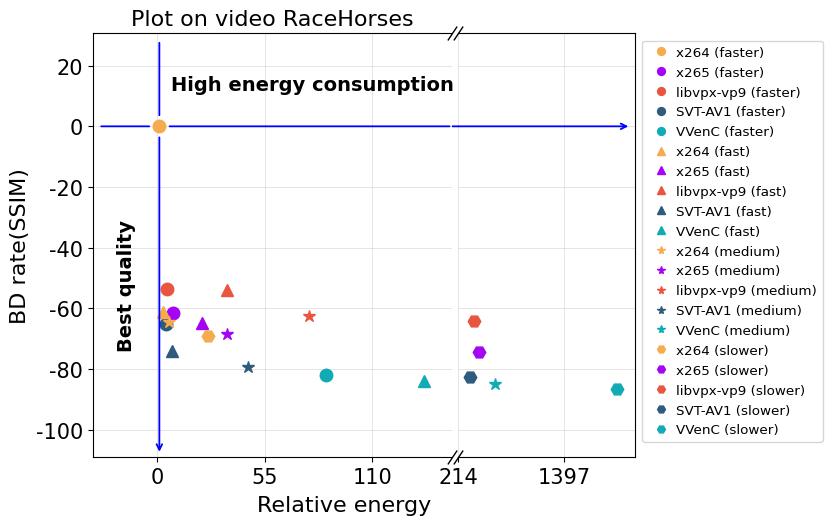 Plot on video RaceHorses
High energy consumption
Best quality
BD rate(SSIM)
20
0
-20
-40
-60
-80
-100
0 55 110 214 1397
Relative energy
x264 (faster)
x265 (faster)
libvpx-vp9 (faster)
SVT-AV1 (faster)
VVenC (faster)
x264 (fast)
x265 (fast)
libvpx-vp9 (fast)
SVT-AV1 (fast)
VVenC (fast)
x264 (medium)
x265 (medium)
libvpx-vp9 (medium)
SVT-AV1 (medium)
VVenC (medium)
x264 (slower)
x265 (slower)
libvpx-vp9 (slower)
SVT-AV1 (slower)
VVenC (slower)